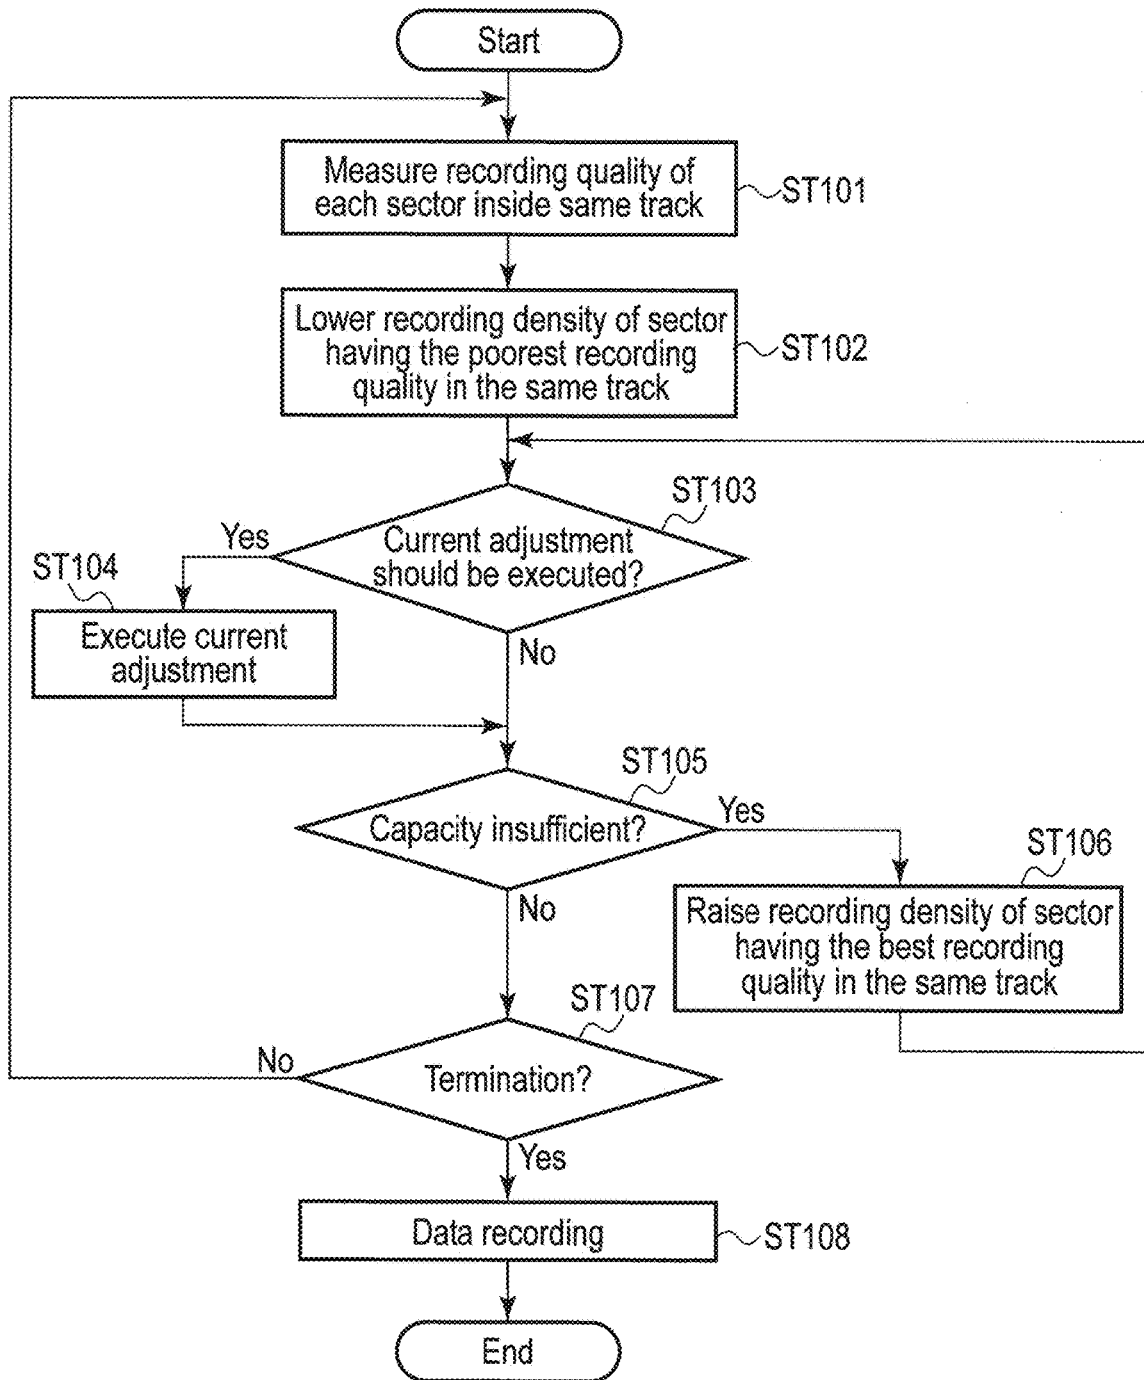 Start
Measure recording quality of
each sector inside same track
ST101
Lower recording density of sector
having the poorest recording
quality in the same track
ST102
ST103
Yes
Current adjustment
should be executed?
ST104
Execute current
adjustment
No
ST105
Capacity insufficient?
Yes
ST106
No
Raise recording density of sector
having the best recording
quality in the same track
ST107
No
Termination?
Yes
Data recording
ST108
End